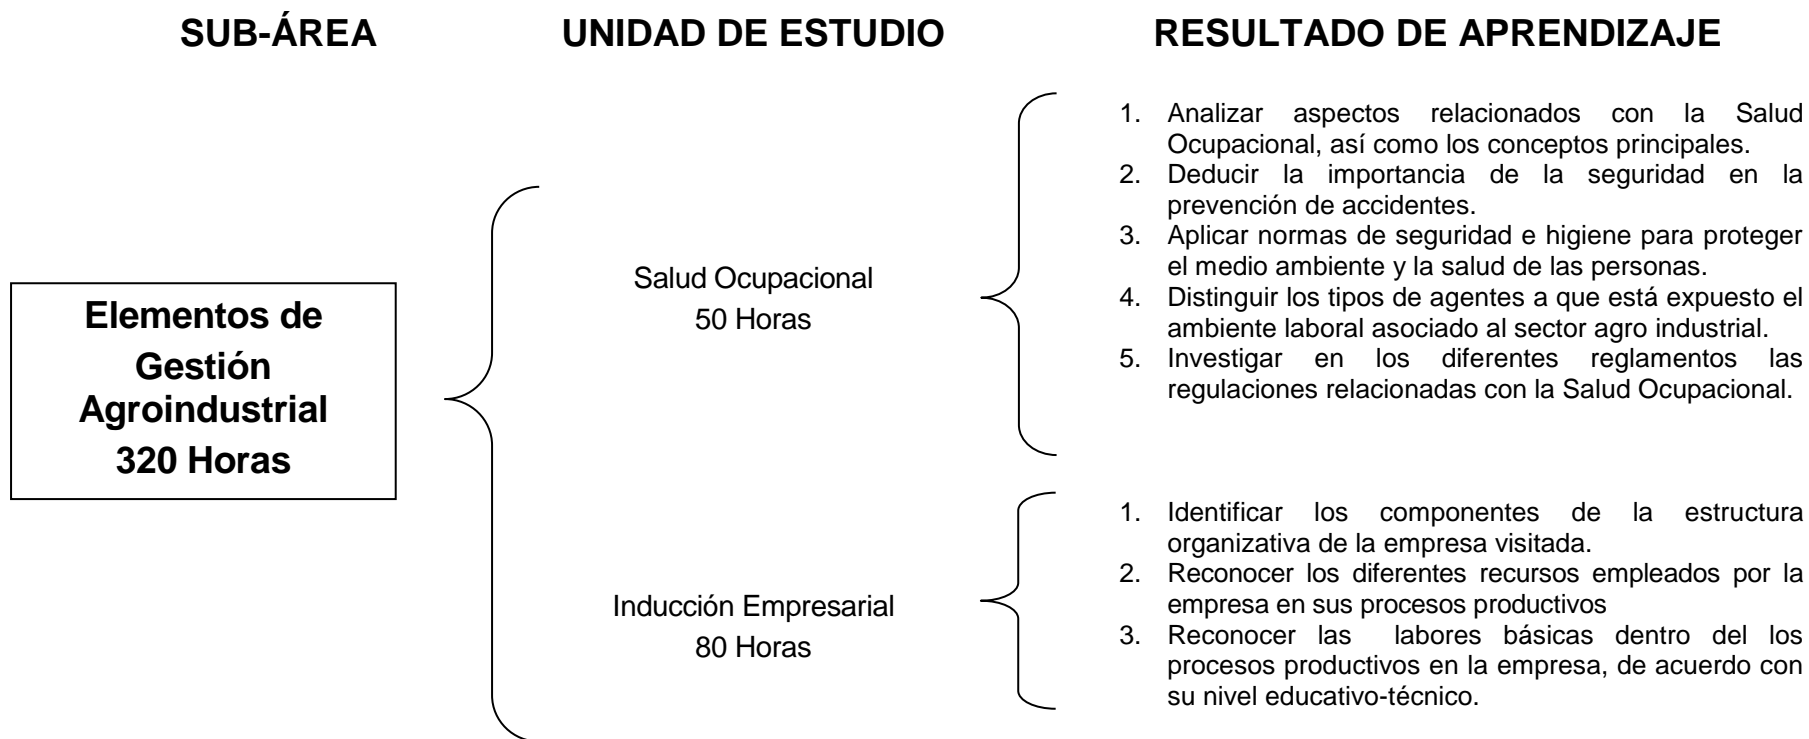 SUB-ÁREA UNIDAD DE ESTUDIO RESULTADO DE APRENDIZAJE
Elementos de
Gestión
Agroindustrial
320 Horas
Salud Ocupacional
50 Horas
1. Analizar aspectos relacionados con la Salud
Ocupacional, así como los conceptos principales.
2. Deducir la importancia de la seguridad en la
prevención de accidentes.
3. Aplicar normas de seguridad e higiene para proteger
el medio ambiente y la salud de las personas.
4. Distinguir los tipos de agentes a que está expuesto el
ambiente laboral asociado al sector agro industrial.
5. Investigar en los diferentes reglamentos las
regulaciones relacionadas con la Salud Ocupacional.
Inducción Empresarial
80 Horas
1. Identificar los componentes de la estructura
organizativa de la empresa visitada.
2. Reconocer los diferentes recursos empleados por la
empresa en sus procesos productivos
3. Reconocer las labores básicas dentro del los
procesos productivos en la empresa, de acuerdo con
su nivel educativo-técnico.